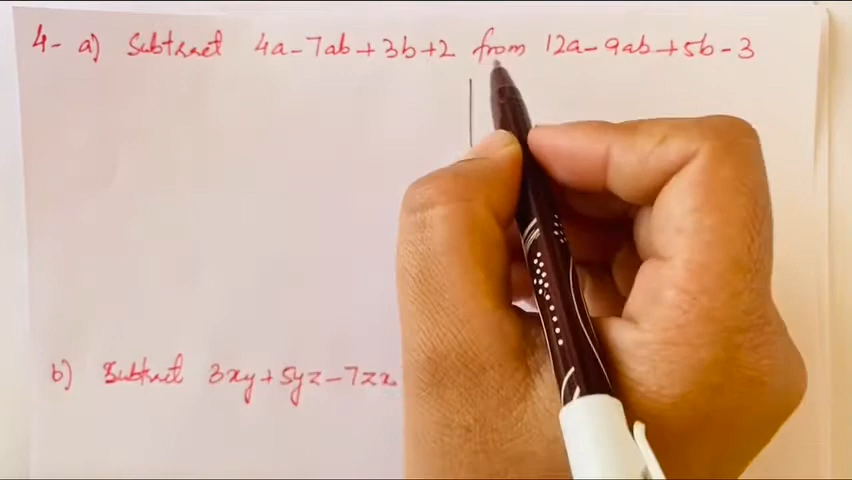 4- a) Subtract 4a-7ab+3b+2 from 12a-9ab+5b-3
b) Subtract 3xy+5yz-7zx